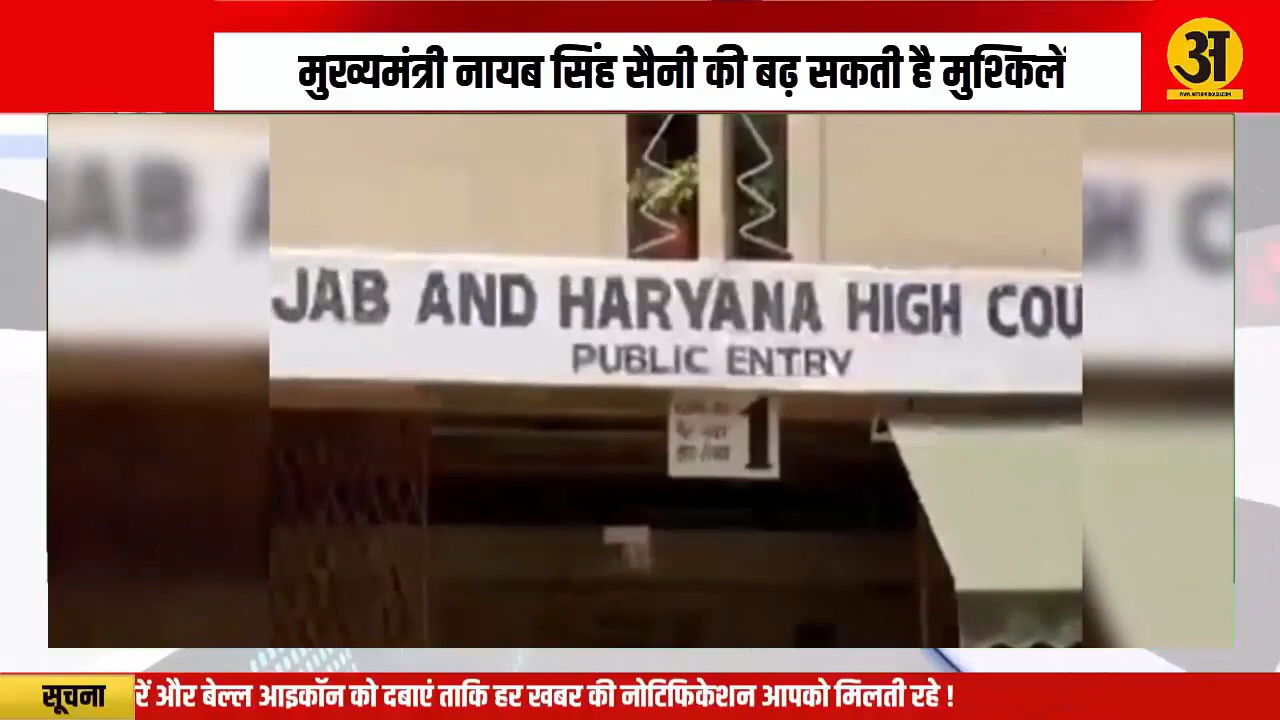 मुख्यमंत्री नायब सिंह सैनी की बढ़ सकती है मुश्किलें
अ
JAB AND HARYANA HIGH COU
PUBLIC ENTRY
1
JAB A
H C
सूचना
रें और बेल्ल आइकॉन को दबाएं ताकि हर खबर की नोटिफिकेशन आपको मिलती रहे !